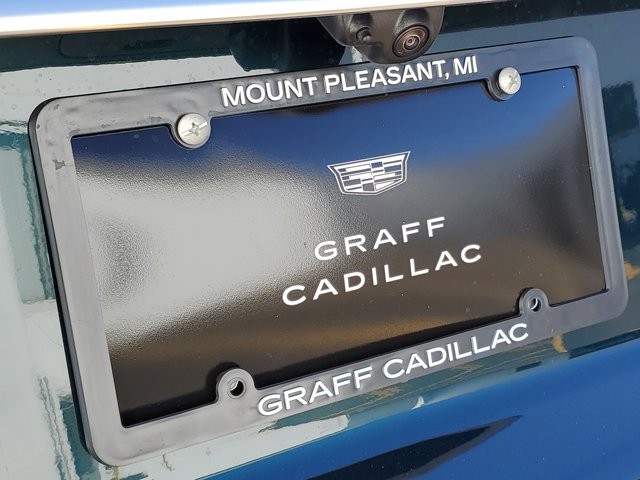 MOUNT PLEASANT, MI
GRAFF
CADILLAC
GRAFF CADILLAC